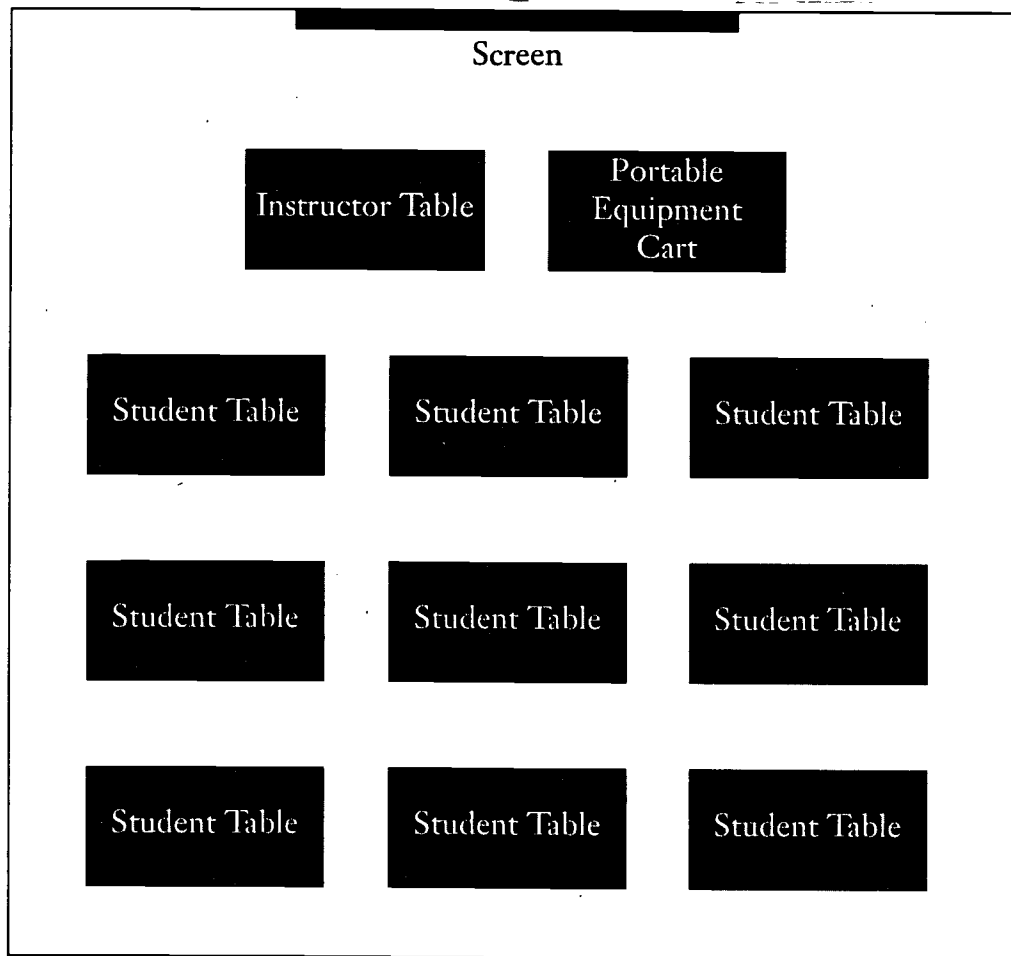 Screen
Instructor Table
Portable
Equipment
Cart
Student Table
Student Table
Student Table
Student Table
Student Table
Student Table
Student Table
Student Table
Student Table